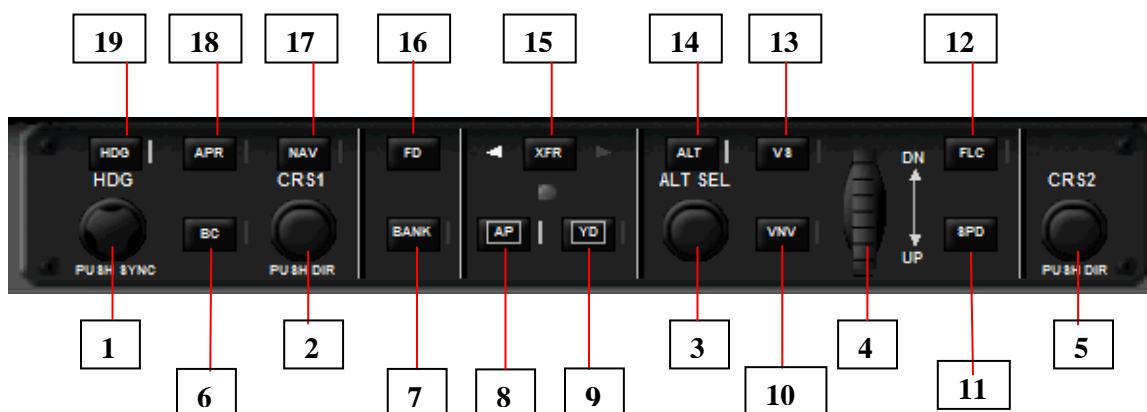 19 18 17 16 15 14 13 12
HDG APR NAV FD XFR ALT VS FLC
HDG CRS1 ALT SEL DN CRS2
BC BANK AP YD VNV SPD
UP
PUSH SYNC PUSH DIR PUSH DIR
1 2 3 4 5
6 7 8 9 10 11